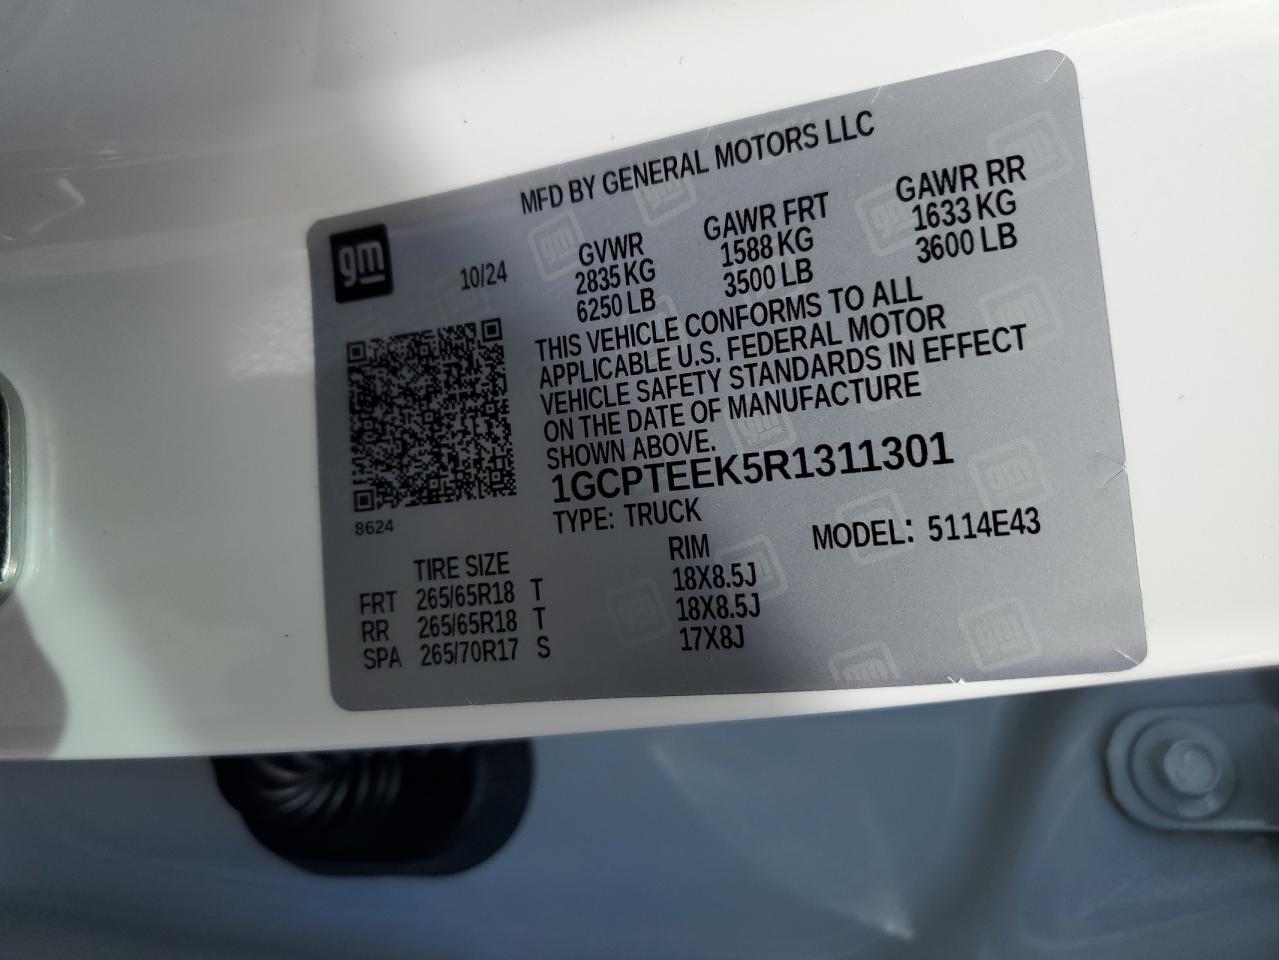 MFD BY GENERAL MOTORS LLC
gm
10/24
GVWR
2835 KG
6250 LB
GAWR FRT
1588 KG
3500 LB
GAWR RR
1633 KG
3600 LB
THIS VEHICLE CONFORMS TO ALL
APPLICABLE U.S. FEDERAL MOTOR
VEHICLE SAFETY STANDARDS IN EFFECT
ON THE DATE OF MANUFACTURE
SHOWN ABOVE.
1GCPTEEK5R1311301
8624
TYPE: TRUCK
MODEL: 5114E43
TIRE SIZE RIM
FRT 265/65R18 T 18X8.5J
RR 265/65R18 T 18X8.5J
SPA 265/70R17 S 17X8J